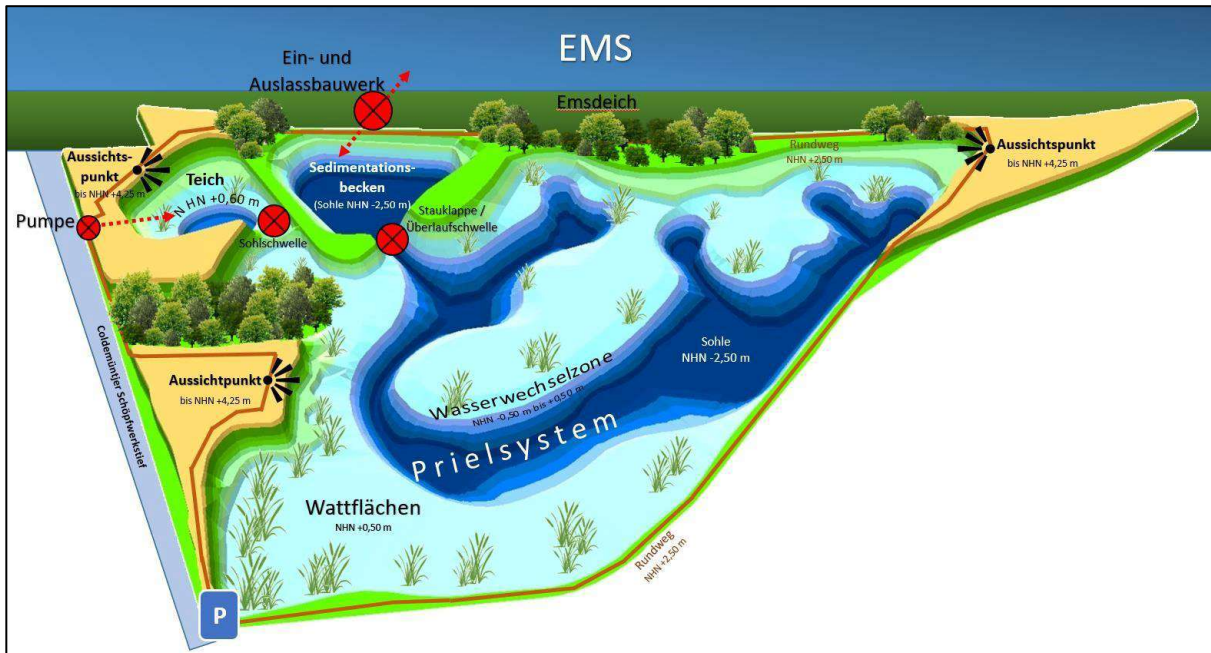 EMS
Ein- und
Auslassbauwerk
Emsdeich
Aussichts-
punkt
bis NHN +4,25 m
Teich
NHN +0,60 m
Sedimentations-
becken
(Sohle NHN -2,50 m)
Rundweg
NHN +2,50 m
Aussichtspunkt
bis NHN +4,25 m
Pumpe
Sohlschwelle
Stauklappe /
Überlaufschwelle
Coldemüntjer Schöpfwerkstief
Aussichtpunkt
bis NHN +4,25 m
Sohle
NHN -2,50 m
Wasserwechselzone
NHN -0,50 m bis +0,50 m
Prielsystem
Wattflächen
NHN +0,50 m
Rundweg
NHN +2,50 m
P